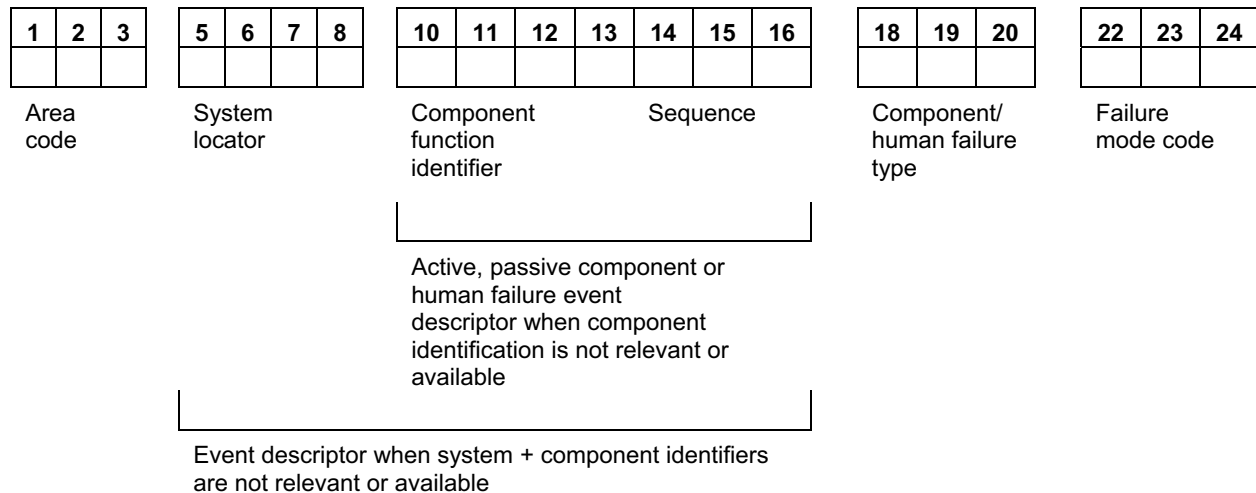 1 2 3 5 6 7 8 10 11 12 13 14 15 16 18 19 20 22 23 24
Area
code
System
locator
Component
function
identifier
Sequence
Component/
human failure
type
Failure
mode code
Active, passive component or
human failure event
descriptor when component
identification is not relevant or
available
Event descriptor when system + component identifiers
are not relevant or available